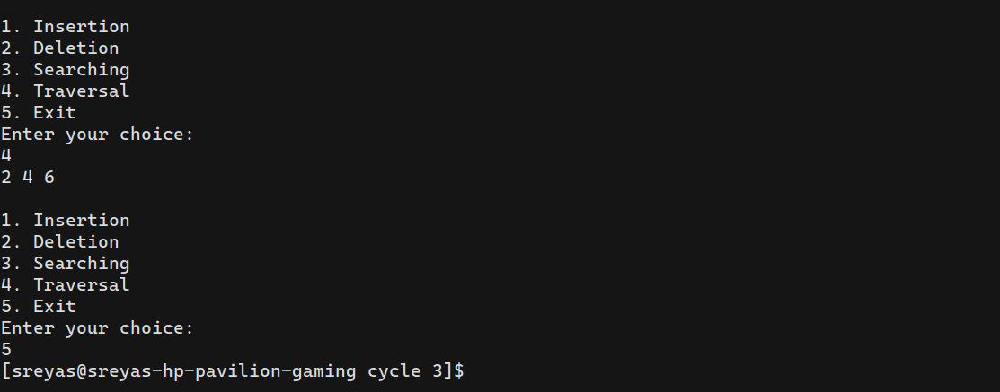 1. Insertion
2. Deletion
3. Searching
4. Traversal
5. Exit
Enter your choice:
4
2 4 6
1. Insertion
2. Deletion
3. Searching
4. Traversal
5. Exit
Enter your choice:
5
[sreyas@sreyas-hp-pavilion-gaming cycle 3]$